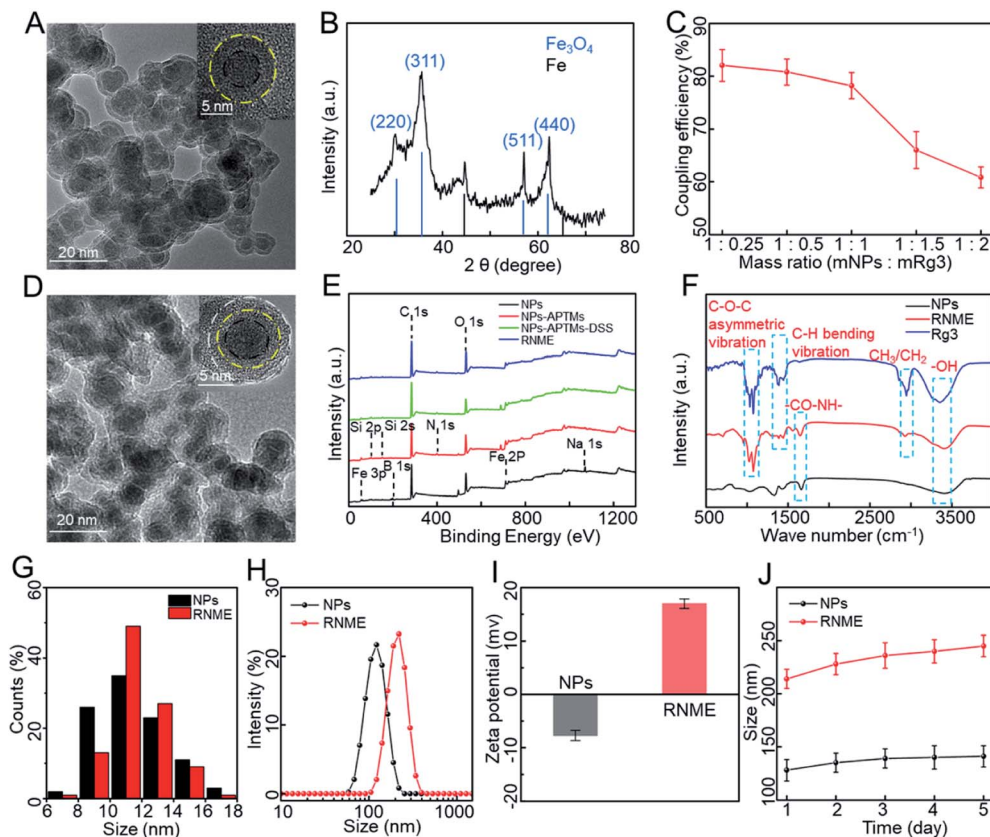 A
5 nm
20 nm
B
Fe₃O₄
Fe
(311)
(220)
(511)
(440)
Intensity (a.u.)
20 40 60 80
2 θ (degree)
C
Coupling efficiency (%)
90
80
70
60
50
1 : 0.25 1 : 0.5 1 : 1 1 : 1.5 1 : 2
Mass ratio (mNPs : mRg3)
D
5 nm
20 nm
E
NPs
NPs-APTMs
NPs-APTMs-DSS
RNME
C 1s
O 1s
Si 2p Si 2s N 1s
Fe 3p B 1s Fe 2P Na 1s
Intensity (a.u.)
0 400 800 1200
Binding Energy (eV)
F
NPs
RNME
Rg3
C-O-C
asymmetric
vibration
C-H bending
vibration
CH₃/CH₂
-OH
-CO-NH-
Intensity (a.u.)
500 1500 2500 3500
Wave number (cm⁻¹)
G
NPs
RNME
Counts (%)
60
40
20
0
6 8 10 12 14 16 18
Size (nm)
H
NPs
RNME
Intensity (%)
30
20
10
0
10 100 1000
Size (nm)
I
Zeta potential (mv)
20
10
0
-10
-20
NPs
RNME
J
NPs
RNME
Size (nm)
250
200
150
100
1 2 3 4 5
Time (day)